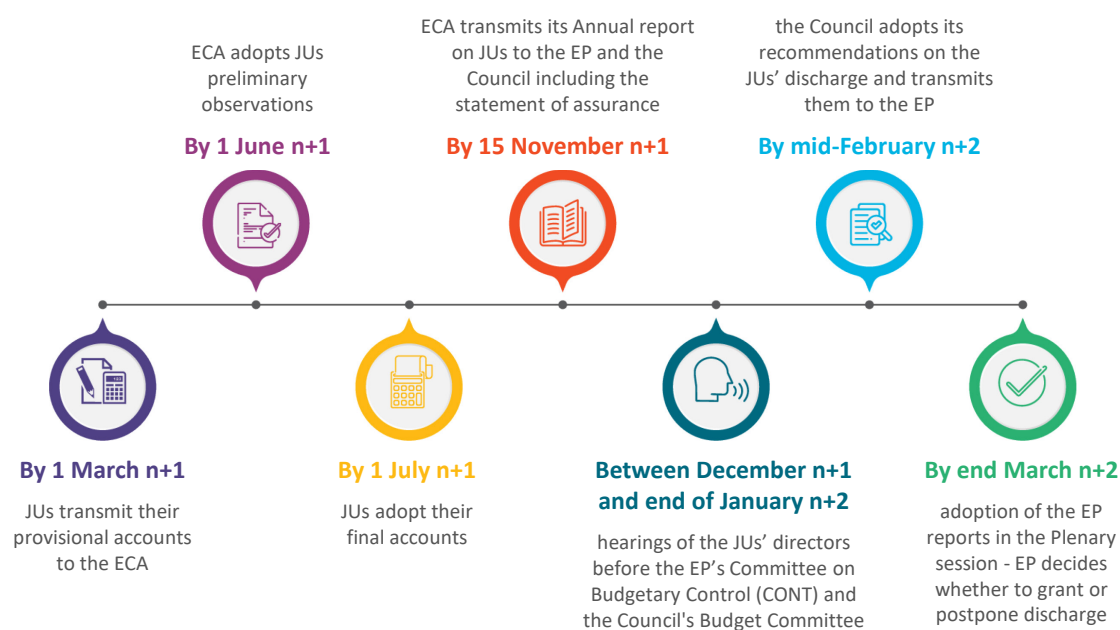 ECA adopts JUs
preliminary
observations
By 1 June n+1
ECA transmits its Annual report
on JUs to the EP and the
Council including the
statement of assurance
By 15 November n+1
the Council adopts its
recommendations on the
JUs’ discharge and transmits
them to the EP
By mid-February n+2
By 1 March n+1
JUs transmit their
provisional accounts
to the ECA
By 1 July n+1
JUs adopt their
final accounts
Between December n+1
and end of January n+2
hearings of the JUs’ directors
before the EP’s Committee on
Budgetary Control (CONT) and
the Council's Budget Committee
By end March n+2
adoption of the EP
reports in the Plenary
session - EP decides
whether to grant or
postpone discharge